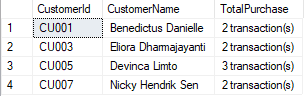 CustomerId CustomerName TotalPurchase
1 CU001 Benedictus Danielle 2 transaction(s)
2 CU003 Eliora Dharmajayanti 2 transaction(s)
3 CU005 Devinca Limto 3 transaction(s)
4 CU007 Nicky Hendrik Sen 2 transaction(s)